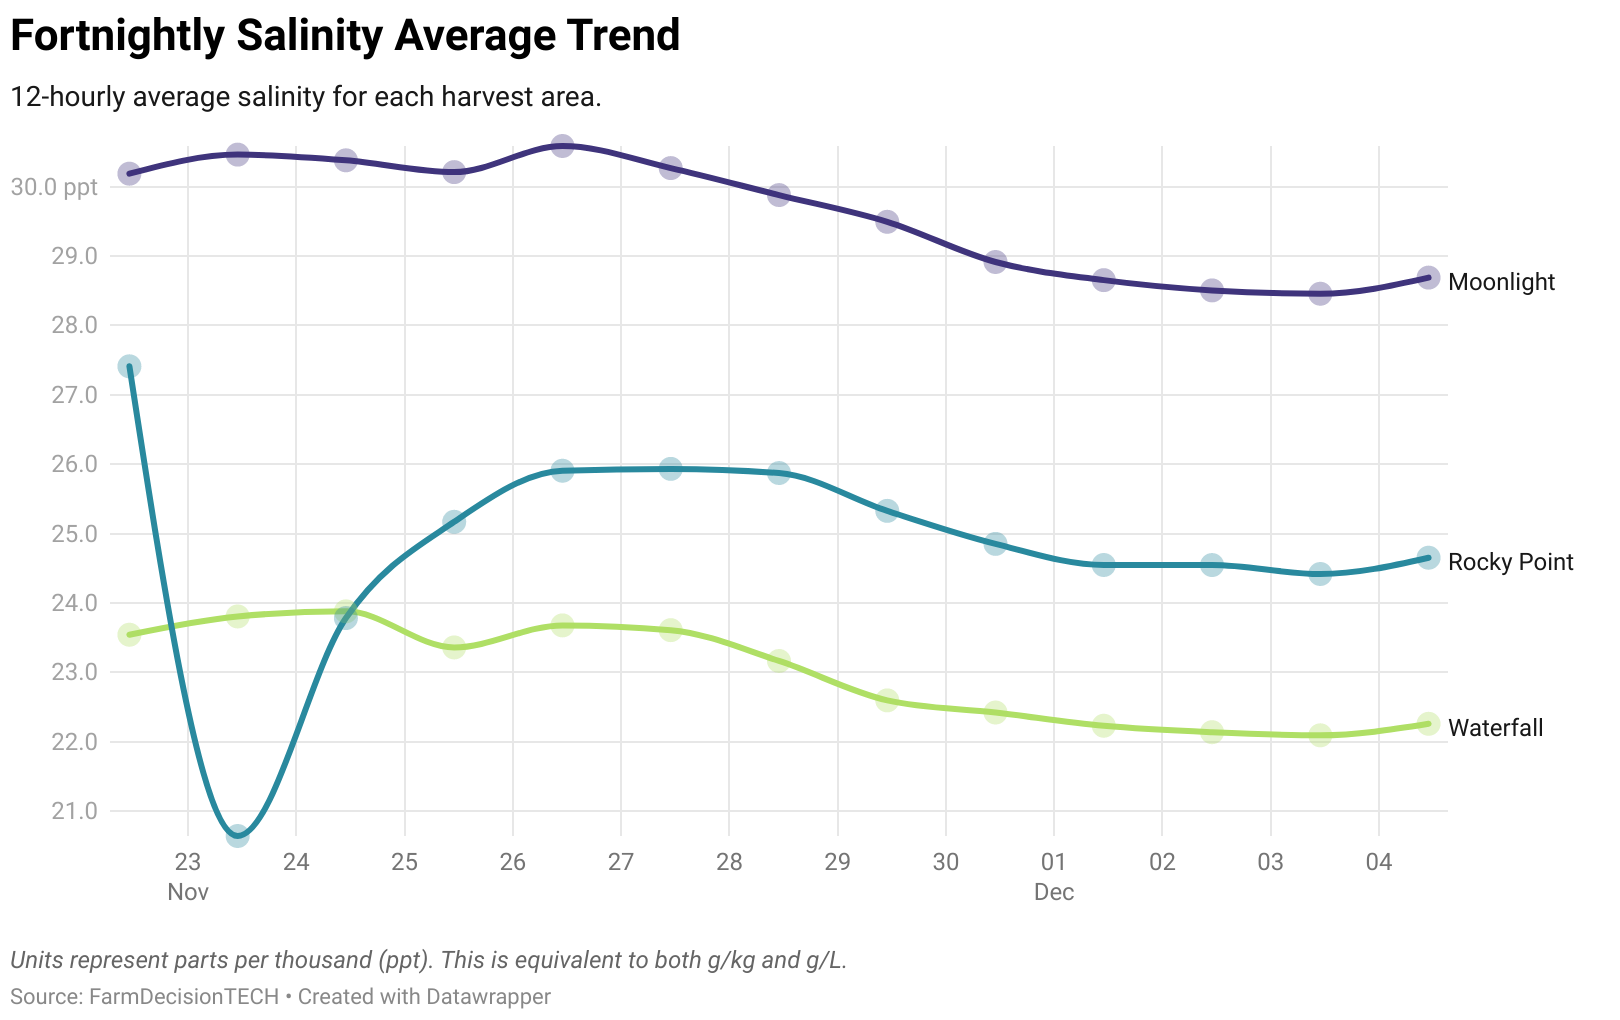 Fortnightly Salinity Average Trend
12-hourly average salinity for each harvest area.
30.0 ppt
29.0
28.0
27.0
26.0
25.0
24.0
23.0
22.0
21.0
Moonlight
Rocky Point
Waterfall
23 24 25 26 27 28 29 30 01 02 03 04
Nov Dec
Units represent parts per thousand (ppt). This is equivalent to both g/kg and g/L.
Source: FarmDecisionTECH • Created with Datawrapper